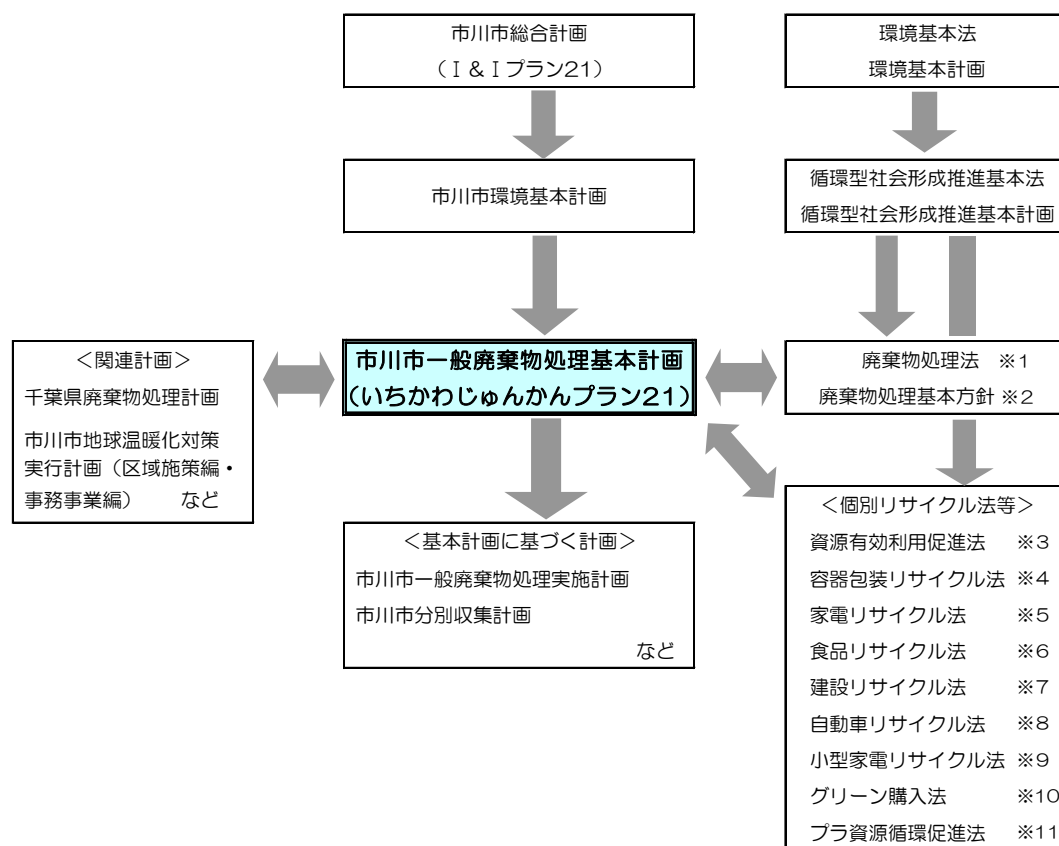 市川市総合計画
（Ⅰ＆Ⅰプラン21）
環境基本法
環境基本計画
市川市環境基本計画
循環型社会形成推進基本法
循環型社会形成推進基本計画
＜関連計画＞
千葉県廃棄物処理計画
市川市地球温暖化対策
実行計画（区域施策編・
事務事業編）　など
市川市一般廃棄物処理基本計画
（いちかわじゅんかんプラン21）
廃棄物処理法　※1
廃棄物処理基本方針 ※2
＜基本計画に基づく計画＞
市川市一般廃棄物処理実施計画
市川市分別収集計画
など
＜個別リサイクル法等＞
資源有効利用促進法　※3
容器包装リサイクル法 ※4
家電リサイクル法　※5
食品リサイクル法　※6
建設リサイクル法　※7
自動車リサイクル法　※8
小型家電リサイクル法 ※9
グリーン購入法　※10
プラ資源循環促進法　※11